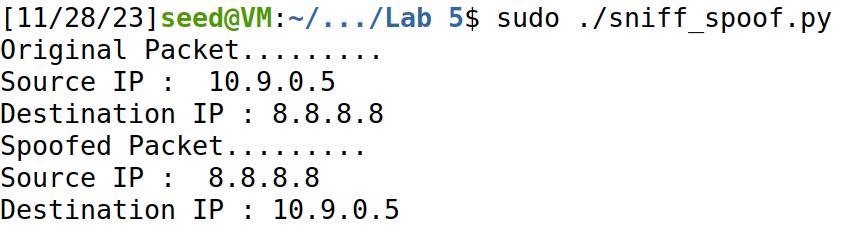 [11/28/23]seed@VM:~/.../Lab 5$ sudo ./sniff_spoof.py
Original Packet.........
Source IP :  10.9.0.5
Destination IP : 8.8.8.8
Spoofed Packet.........
Source IP :  8.8.8.8
Destination IP : 10.9.0.5